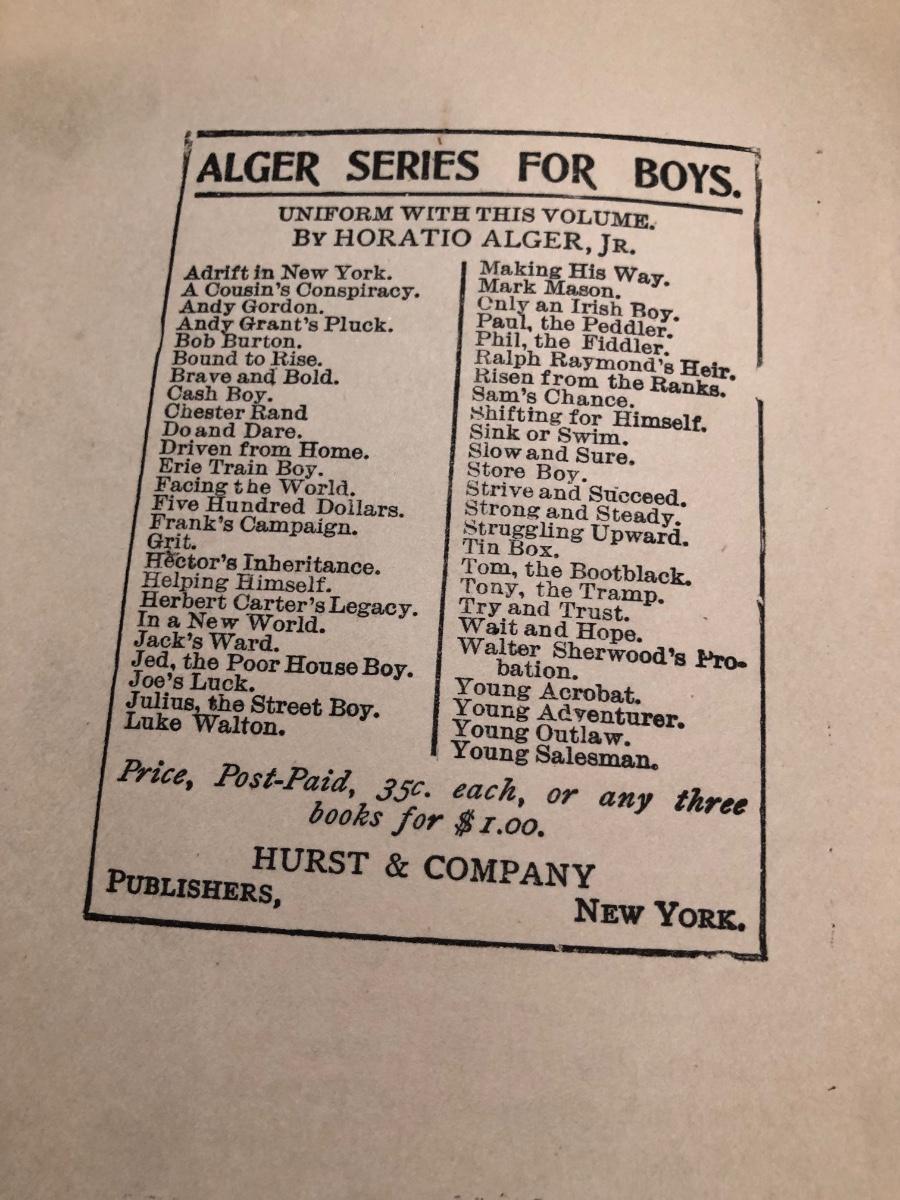 ALGER SERIES FOR BOYS.
UNIFORM WITH THIS VOLUME.
By HORATIO ALGER, Jr.
Adrift in New York.
A Cousin's Conspiracy.
Andy Gordon.
Andy Grant's Pluck.
Bob Burton.
Bound to Rise.
Brave and Bold.
Cash Boy.
Chester Rand
Do and Dare.
Driven from Home.
Erie Train Boy.
Facing the World.
Five Hundred Dollars.
Frank's Campaign.
Grit.
Hector's Inheritance.
Helping Himself.
Herbert Carter's Legacy.
In a New World.
Jack's Ward.
Jed, the Poor House Boy.
Joe's Luck.
Julius, the Street Boy.
Luke Walton.
Making His Way.
Mark Mason.
Only an Irish Boy.
Paul, the Peddler.
Phil, the Fiddler.
Ralph Raymond's Heir.
Risen from the Ranks.
Sam's Chance.
Shifting for Himself.
Sink or Swim.
Slow and Sure.
Store Boy.
Strive and Succeed.
Strong and Steady.
Struggling Upward.
Tin Box.
Tom, the Bootblack.
Tony, the Tramp.
Try and Trust.
Wait and Hope.
Walter Sherwood's Pro-
bation.
Young Acrobat.
Young Adventurer.
Young Outlaw.
Young Salesman.
Price, Post-Paid, 35c. each, or any three
books for $1.00.
HURST & COMPANY
Publishers, New York.